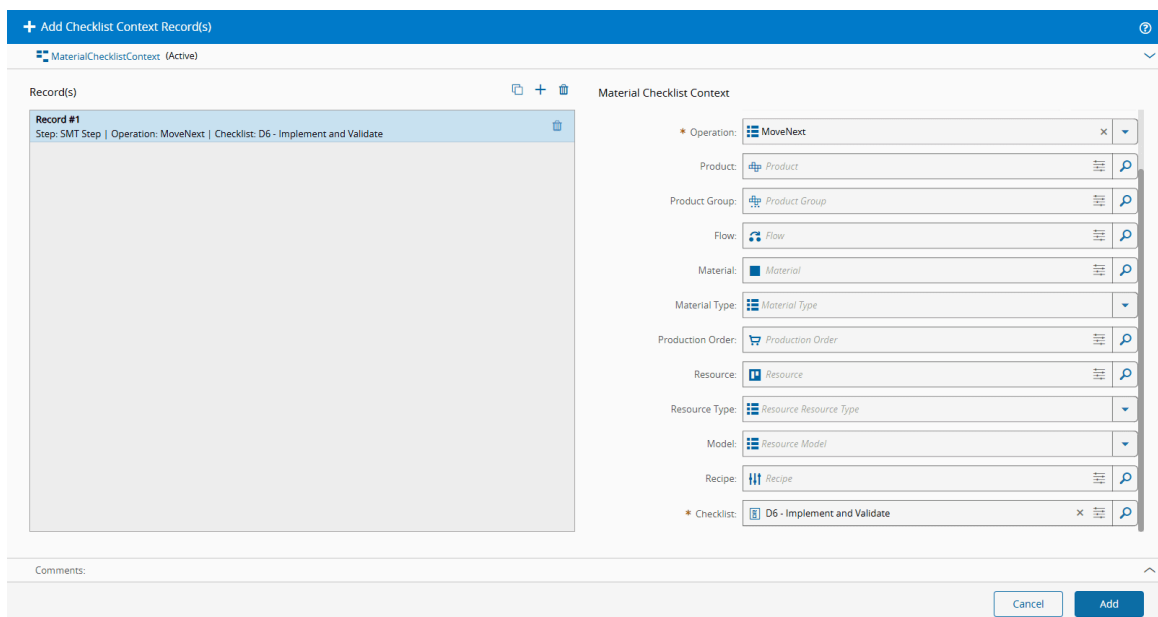 Add Checklist Context Record(s)
MaterialChecklistContext (Active)
Record(s)
Record #1
Step: SMT Step | Operation: MoveNext | Checklist: D6 - Implement and Validate
Material Checklist Context
* Operation: MoveNext
Product: Product
Product Group: Product Group
Flow: Flow
Material: Material
Material Type: Material Type
Production Order: Production Order
Resource: Resource
Resource Type: Resource Resource Type
Model: Resource Model
Recipe: Recipe
* Checklist: D6 - Implement and Validate
Comments:
Cancel Add